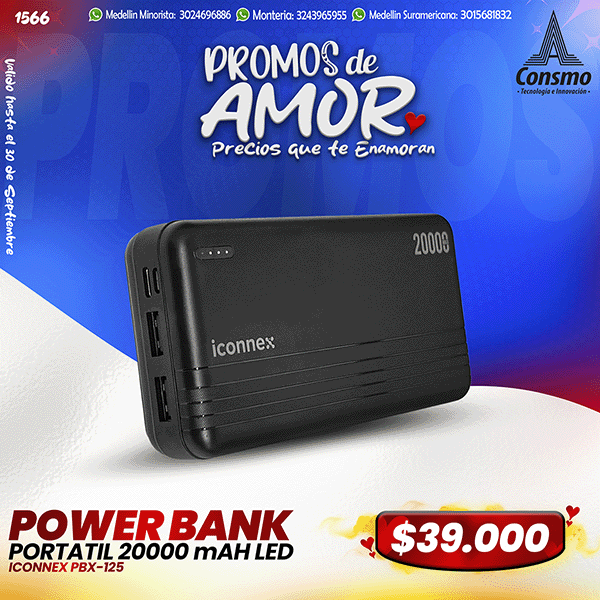 1566
Medellin Minorista: 3024696886
Monteria: 3243965955
Medellin Suramericana: 3015681832
Consmo
• Tecnología e Innovación •
Valido hasta el 30 de Septiembre
PROMOS
PROMOS de
AMOR
Precios que te Enamoran
20000
iconnex
POWER BANK
PORTATIL 20000 mAH LED
ICONNEX PBX-125
$39.000